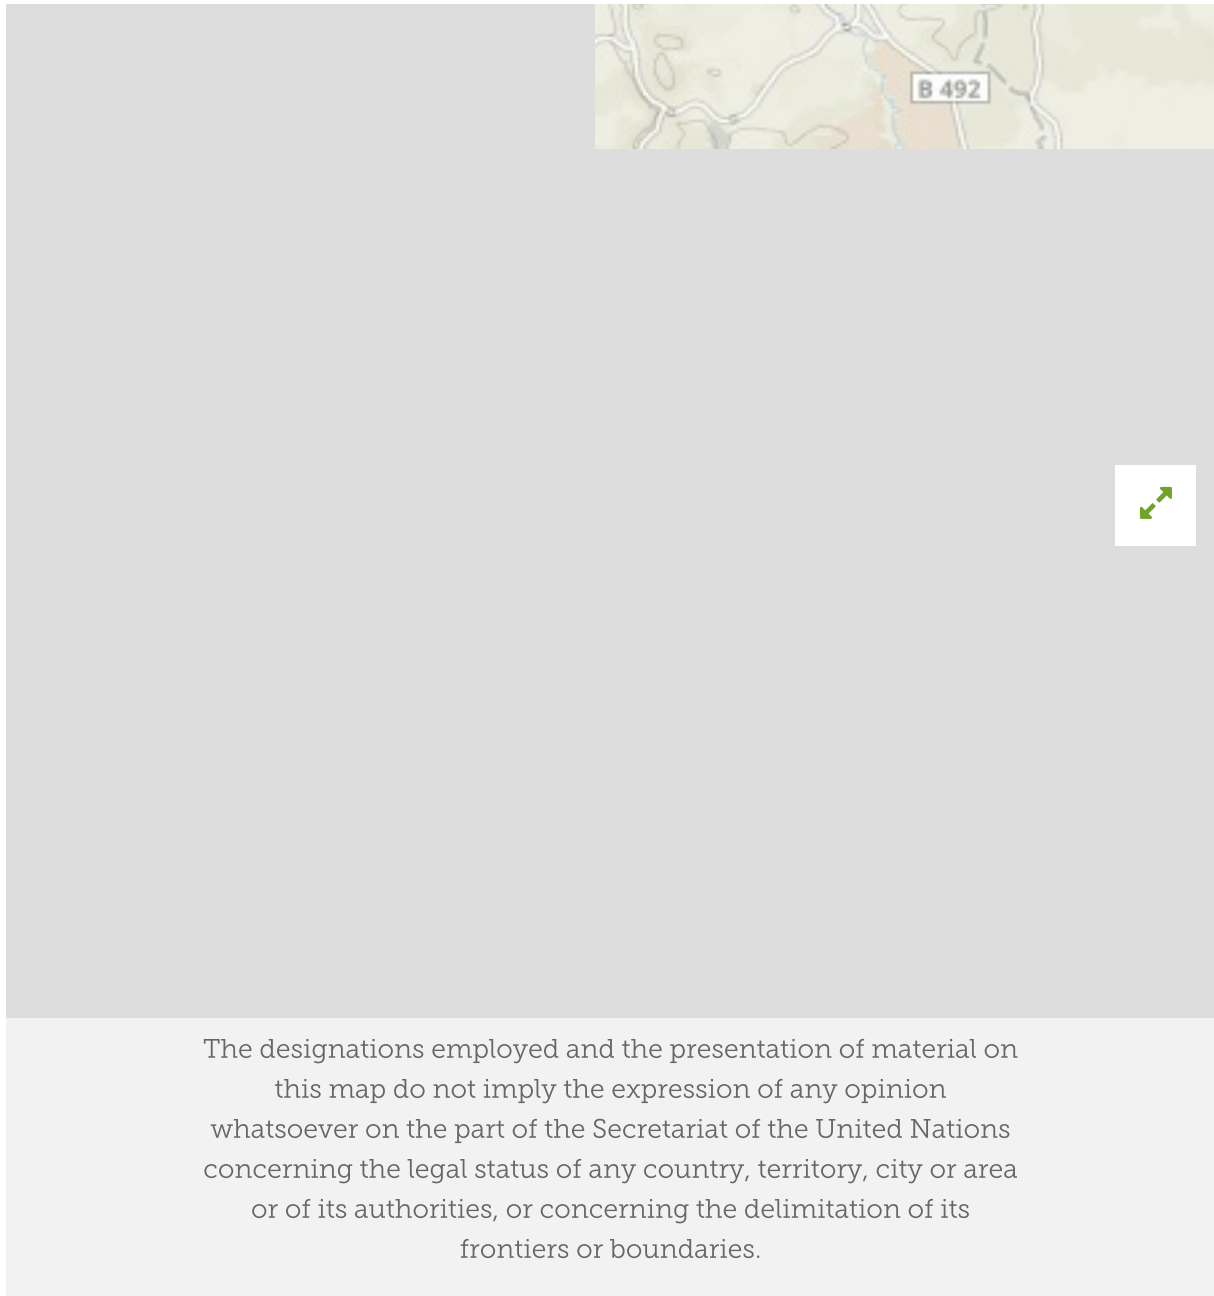 B 492
The designations employed and the presentation of material on
this map do not imply the expression of any opinion
whatsoever on the part of the Secretariat of the United Nations
concerning the legal status of any country, territory, city or area
or of its authorities, or concerning the delimitation of its
frontiers or boundaries.